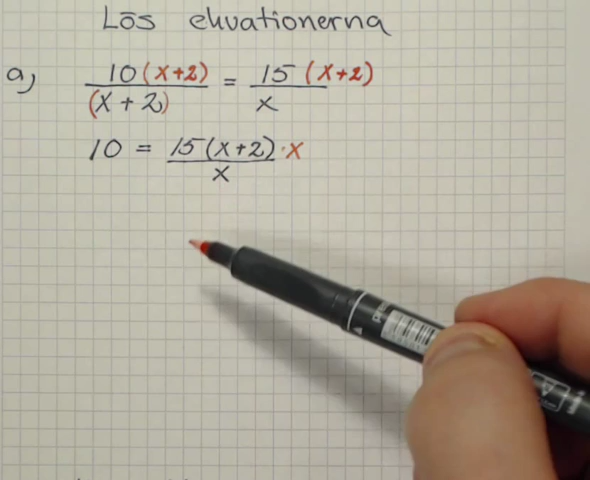 Lös ekvationerna
a) 10(x+2)/(x+2) = 15(x+2)/x
10 = 15(x+2)·x/x